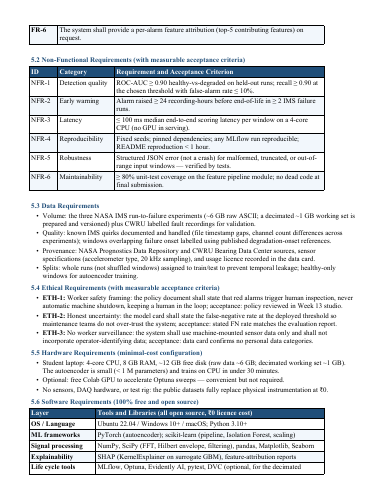 FR-6 The system shall provide a per-alarm feature attribution (top-5 contributing features) on
request.
5.2 Non-Functional Requirements (with measurable acceptance criteria)
ID Category Requirement and Acceptance Criterion
NFR-1 Detection quality ROC-AUC ≥ 0.90 healthy-vs-degraded on held-out runs; recall ≥ 0.90 at
the chosen threshold with false-alarm rate ≤ 10%.
NFR-2 Early warning Alarm raised ≥ 24 recording-hours before end-of-life in ≥ 2 IMS failure
runs.
NFR-3 Latency ≤ 100 ms median end-to-end scoring latency per window on a 4-core
CPU (no GPU in serving).
NFR-4 Reproducibility Fixed seeds; pinned dependencies; any MLflow run reproducible;
README reproduction < 1 hour.
NFR-5 Robustness Structured JSON error (not a crash) for malformed, truncated, or out-of-
range input windows — verified by tests.
NFR-6 Maintainability ≥ 80% unit-test coverage on the feature pipeline module; no dead code at
final submission.
5.3 Data Requirements
• Volume: the three NASA IMS run-to-failure experiments (~6 GB raw ASCII; a decimated ~1 GB working set is
prepared and versioned) plus CWRU labelled fault recordings for validation.
• Quality: known IMS quirks documented and handled (file timestamp gaps, channel count differences across
experiments); windows overlapping failure onset labelled using published degradation-onset references.
• Provenance: NASA Prognostics Data Repository and CWRU Bearing Data Center sources, sensor
specifications (accelerometer type, 20 kHz sampling), and usage licence recorded in the data card.
• Splits: whole runs (not shuffled windows) assigned to train/test to prevent temporal leakage; healthy-only
windows for autoencoder training.
5.4 Ethical Requirements (with measurable acceptance criteria)
• ETH-1: Worker safety framing: the policy document shall state that red alarms trigger human inspection, never
automatic machine shutdown, keeping a human in the loop; acceptance: policy reviewed in Week 13 studio.
• ETH-2: Honest uncertainty: the model card shall state the false-negative rate at the deployed threshold so
maintenance teams do not over-trust the system; acceptance: stated FN rate matches the evaluation report.
• ETH-3: No worker surveillance: the system shall use machine-mounted sensor data only and shall not
incorporate operator-identifying data; acceptance: data card confirms no personal data categories.
5.5 Hardware Requirements (minimal-cost configuration)
• Student laptop: 4-core CPU, 8 GB RAM, ~12 GB free disk (raw data ~6 GB; decimated working set ~1 GB).
The autoencoder is small (< 1 M parameters) and trains on CPU in under 30 minutes.
• Optional: free Colab GPU to accelerate Optuna sweeps — convenient but not required.
• No sensors, DAQ hardware, or test rig: the public datasets fully replace physical instrumentation at ₹0.
5.6 Software Requirements (100% free and open source)
Layer Tools and Libraries (all open source, ₹0 licence cost)
OS / Language Ubuntu 22.04 / Windows 10+ / macOS; Python 3.10+
ML frameworks PyTorch (autoencoder); scikit-learn (pipeline, Isolation Forest, scaling)
Signal processing NumPy, SciPy (FFT, Hilbert envelope, filtering), pandas, Matplotlib, Seaborn
Explainability SHAP (KernelExplainer on surrogate GBM), feature-attribution reports
Life cycle tools MLflow, Optuna, Evidently AI, pytest, DVC (optional, for the decimated